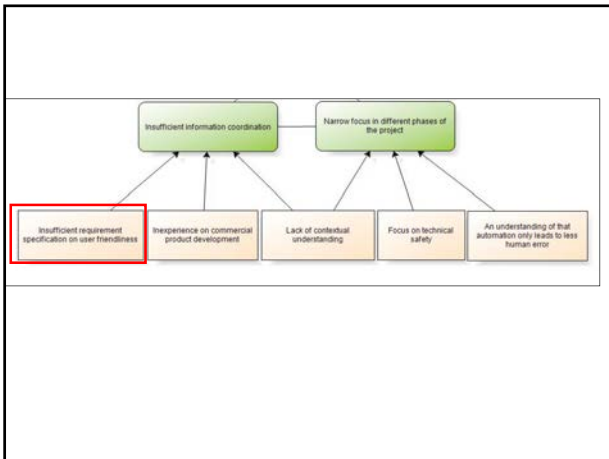 Insufficient information coordination
Narrow focus in different phases of
the project
Insufficient requirement
specification on user friendliness
Inexperience on commercial
product development
Lack of contextual
understanding
Focus on technical
safety
An understanding of that
automation only leads to less
human error